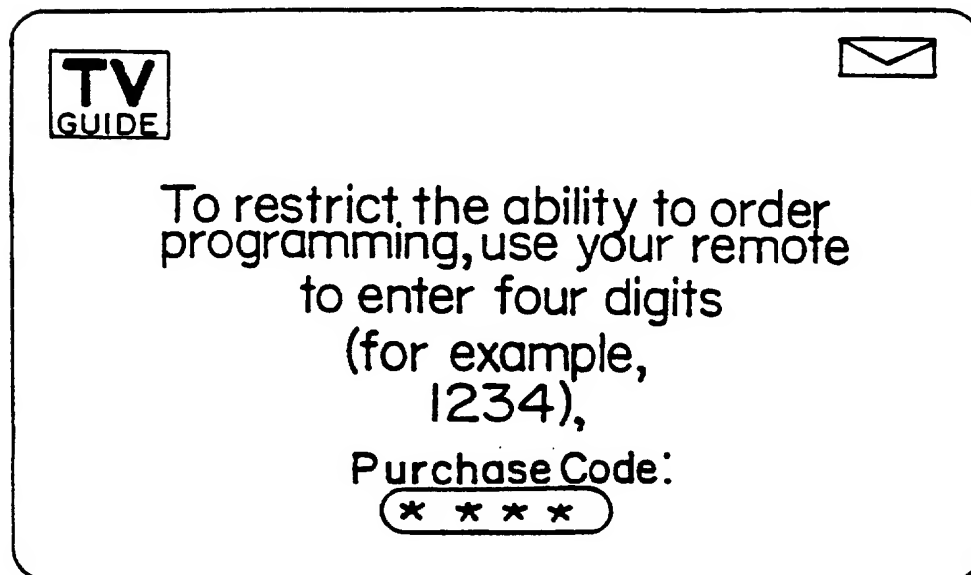 TV
GUIDE
To restrict the ability to order
programming, use your remote
to enter four digits
(for example,
1234),
Purchase Code:
* * * *